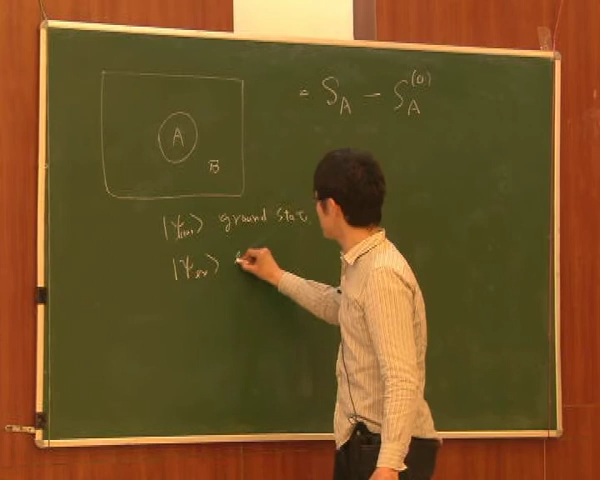 = S_A - S_A^(0)
A
B
|Ψ⟩ ground state.
|Ψ⟩